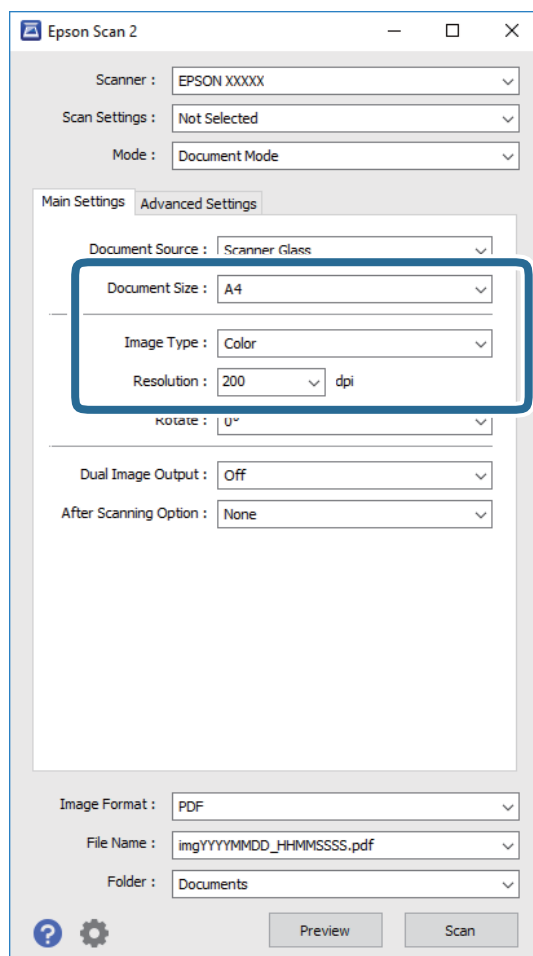 Epson Scan 2
Scanner : EPSON XXXXX
Scan Settings : Not Selected
Mode : Document Mode
Main Settings Advanced Settings
Document Source : Scanner Glass
Document Size : A4
Image Type : Color
Resolution : 200 dpi
Rotate : 0°
Dual Image Output : Off
After Scanning Option : None
Image Format : PDF
File Name : imgYYYYMMDD_HHMMSSSS.pdf
Folder : Documents
? Preview Scan